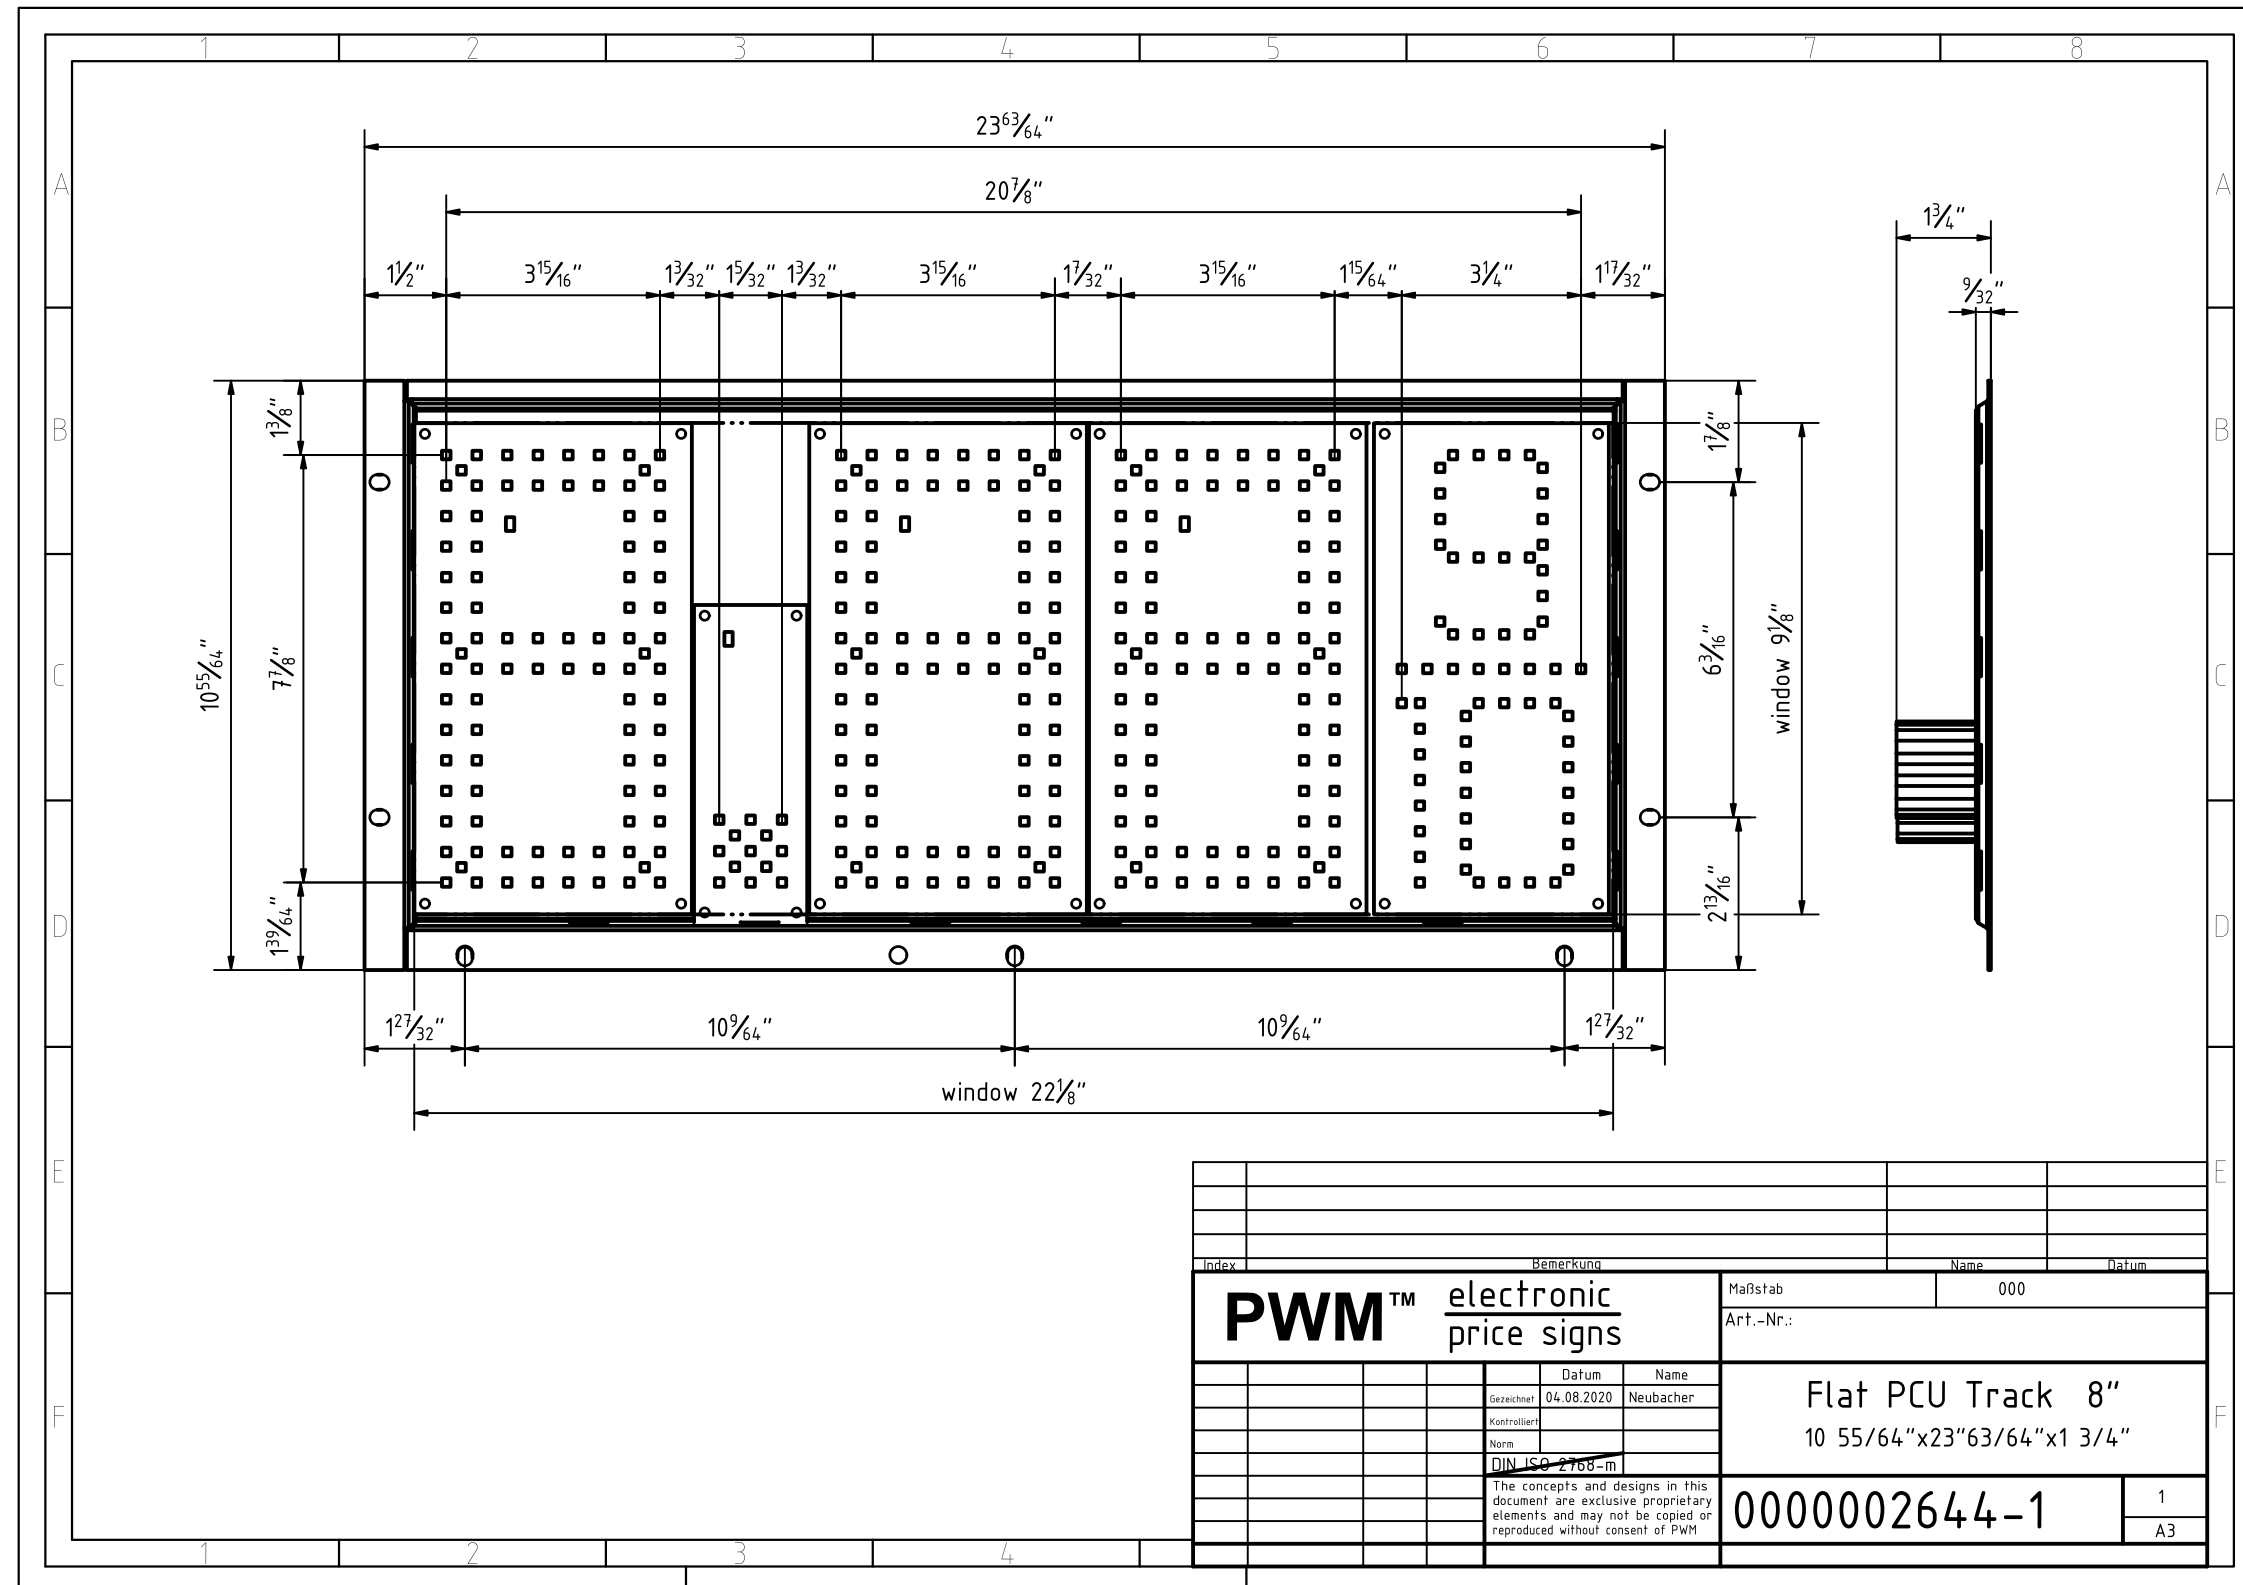 1 2 3 4 5 6 7 8
23 63/64"
A A
20 7/8"
1 3/4"
1 1/2" 3 15/16" 1 3/32" 1 5/32" 1 3/32" 3 15/16" 1 7/32" 3 15/16" 1 15/64" 3 1/4" 1 17/32"
9/32"
1 3/8" 1 7/8"
B B
10 55/64" 7 7/8" 6 3/16" window 9 1/8"
C C
1 39/64" 2 13/16"
D D
1 27/32" 10 9/64" 10 9/64" 1 27/32"
window 22 1/8"
E E
Index Bemerkung Name Datum
PWM™ electronic
price signs
Maßstab 000
Art.-Nr.:
Datum Name
Gezeichnet 04.08.2020 Neubacher
Kontrolliert
Norm
DIN ISO 2768-m
Flat PCU Track 8"
10 55/64"x23"63/64"x1 3/4"
F F
The concepts and designs in this
document are exclusive proprietary
elements and may not be copied or
reproduced without consent of PWM
0000002644-1
1
A3
1 2 3 4